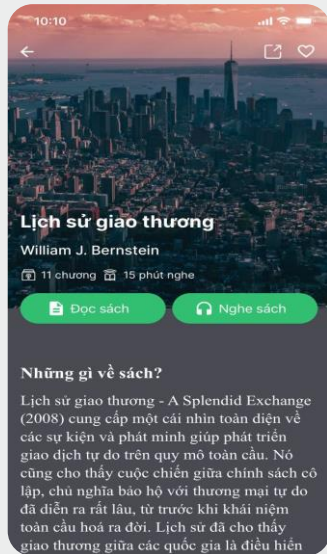 10:10
Lịch sử giao thương
William J. Bernstein
11 chương 15 phút nghe
Đọc sách Nghe sách
Những gì về sách?
Lịch sử giao thương - A Splendid Exchange
(2008) cung cấp một cái nhìn toàn diện về
các sự kiện và phát minh giúp phát triển
giao dịch tự do trên quy mô toàn cầu. Nó
cũng cho thấy cuộc chiến giữa chính sách cô
lập, chủ nghĩa bảo hộ với thương mại tự do
đã diễn ra rất lâu, từ trước khi khái niệm
toàn cầu hoá ra đời. Lịch sử đã cho thấy
giao thương giữa các quốc gia là điều hiển